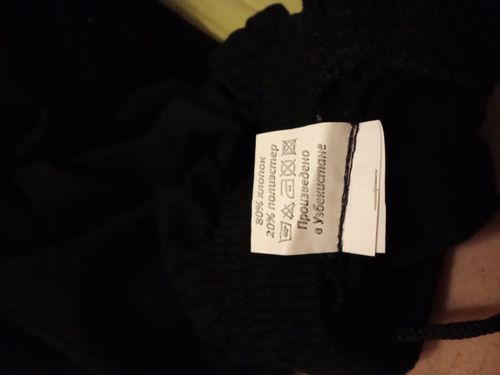 80% хлопок
20% полиэстер
Произведено
в Узбекистане